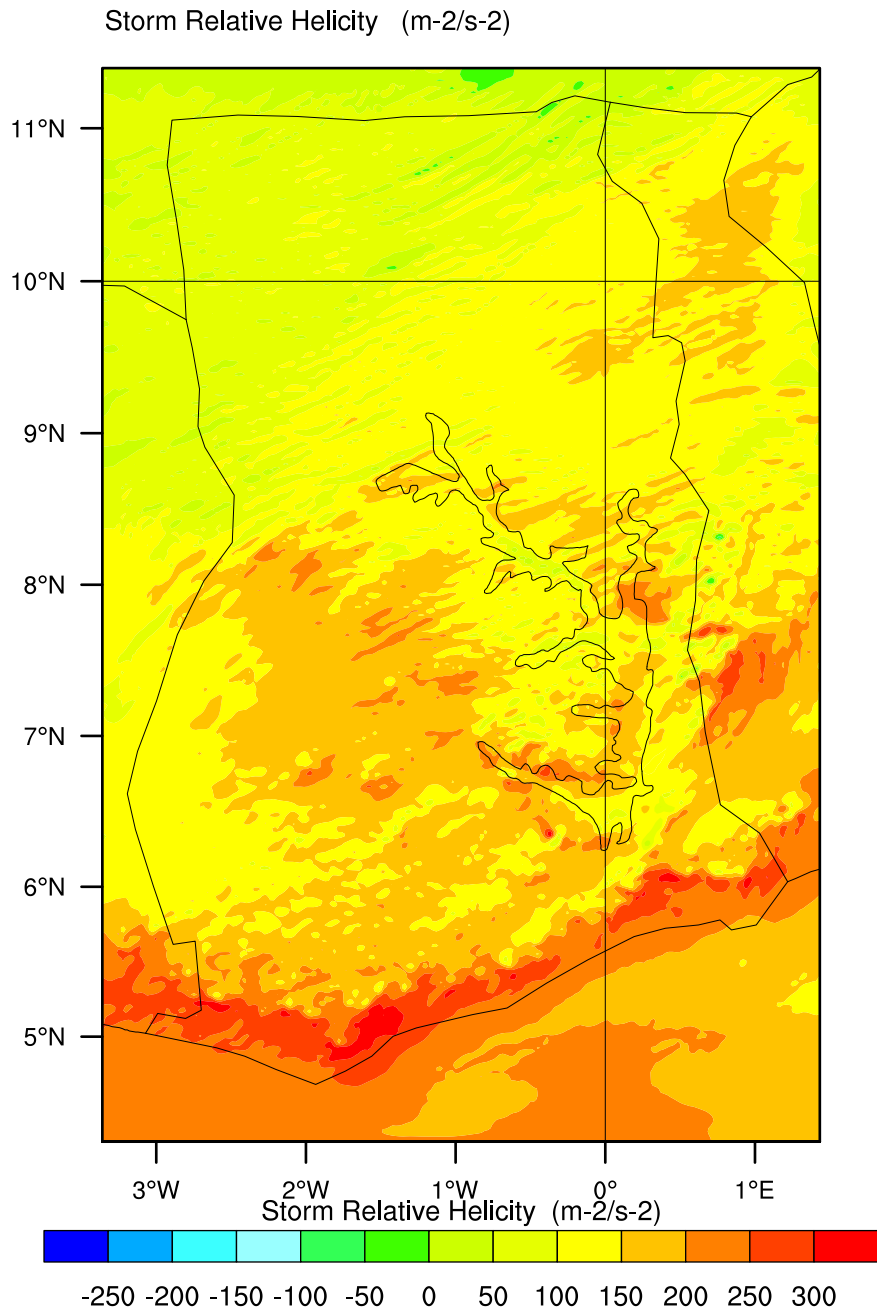 Storm Relative Helicity (m-2/s-2)
11°N
10°N
9°N
8°N
7°N
6°N
5°N
3°W 2°W 1°W 0° 1°E
Storm Relative Helicity (m-2/s-2)
-250 -200 -150 -100 -50 0 50 100 150 200 250 300